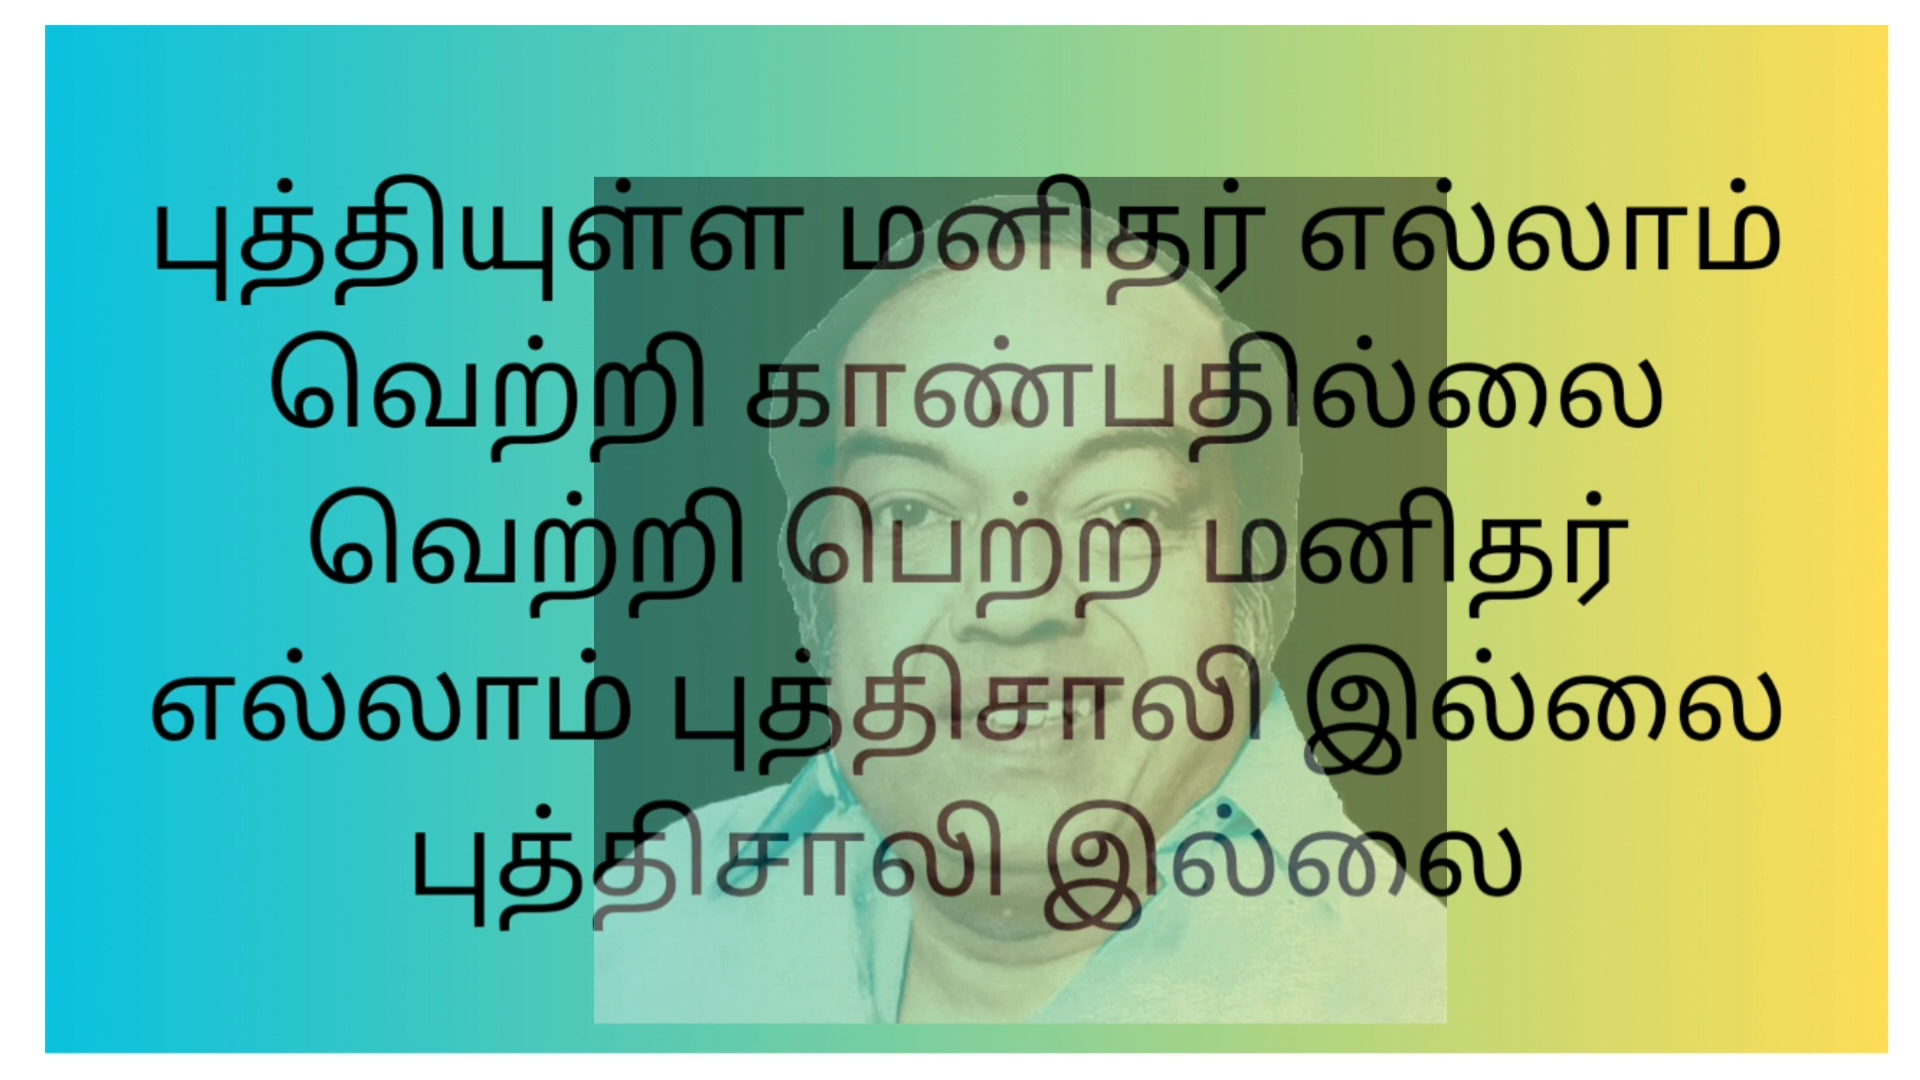 புத்தியுள்ள மனிதர் எல்லாம்
வெற்றி காண்பதில்லை
வெற்றி பெற்ற மனிதர்
எல்லாம் புத்திசாலி இல்லை
புத்திசாலி இல்லை